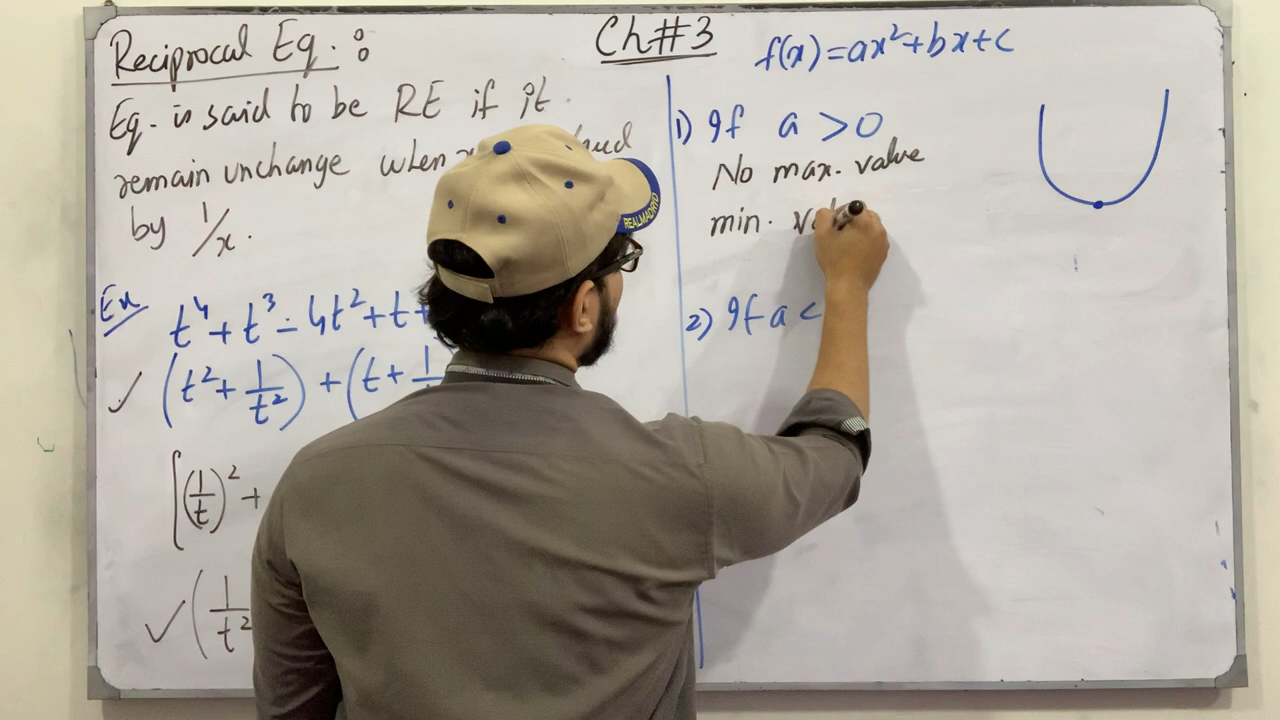 Reciprocal Eq. :
Eq. is said to be RE if it
remain unchange when
by 1/x.
Ex
t⁴ + t³ - 4t² + t +
✓ (t² + 1/t²) + (t + 1
[(1/t)² +
✓ (1/t²
Ch#3
f(x)=ax²+bx+c
1) If a >0
No max. value
min.
2) If a <
REALMADRID